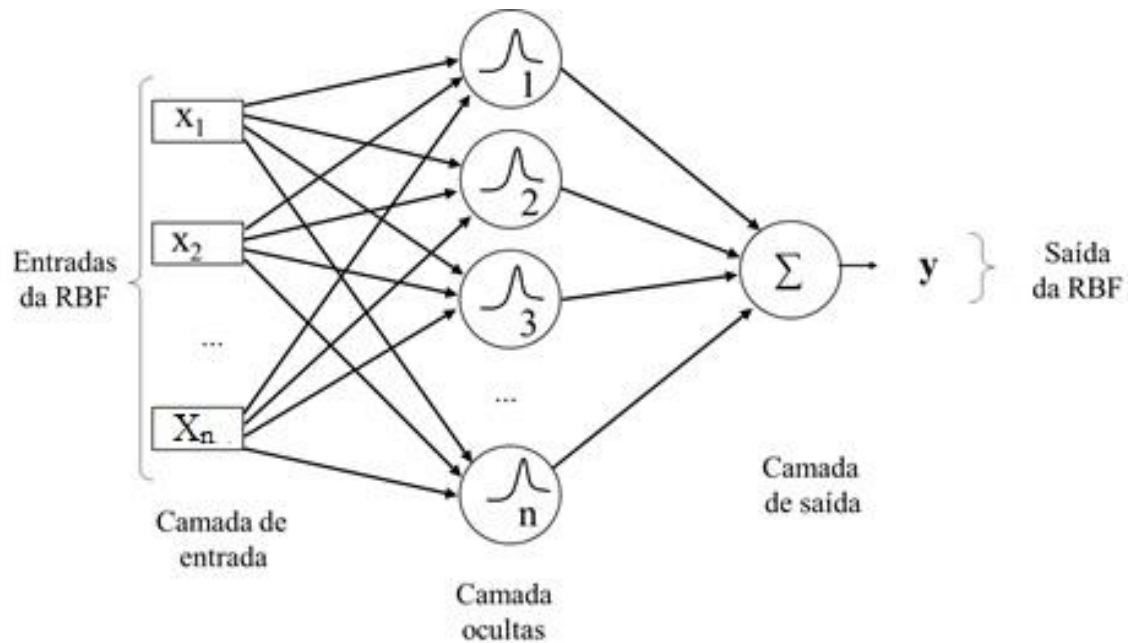 Entradas
da RBF
x1
x2
...
Xn
Camada de
entrada
1
2
3
...
n
Camada
ocultas
Σ
Camada
de saída
y
Saída
da RBF